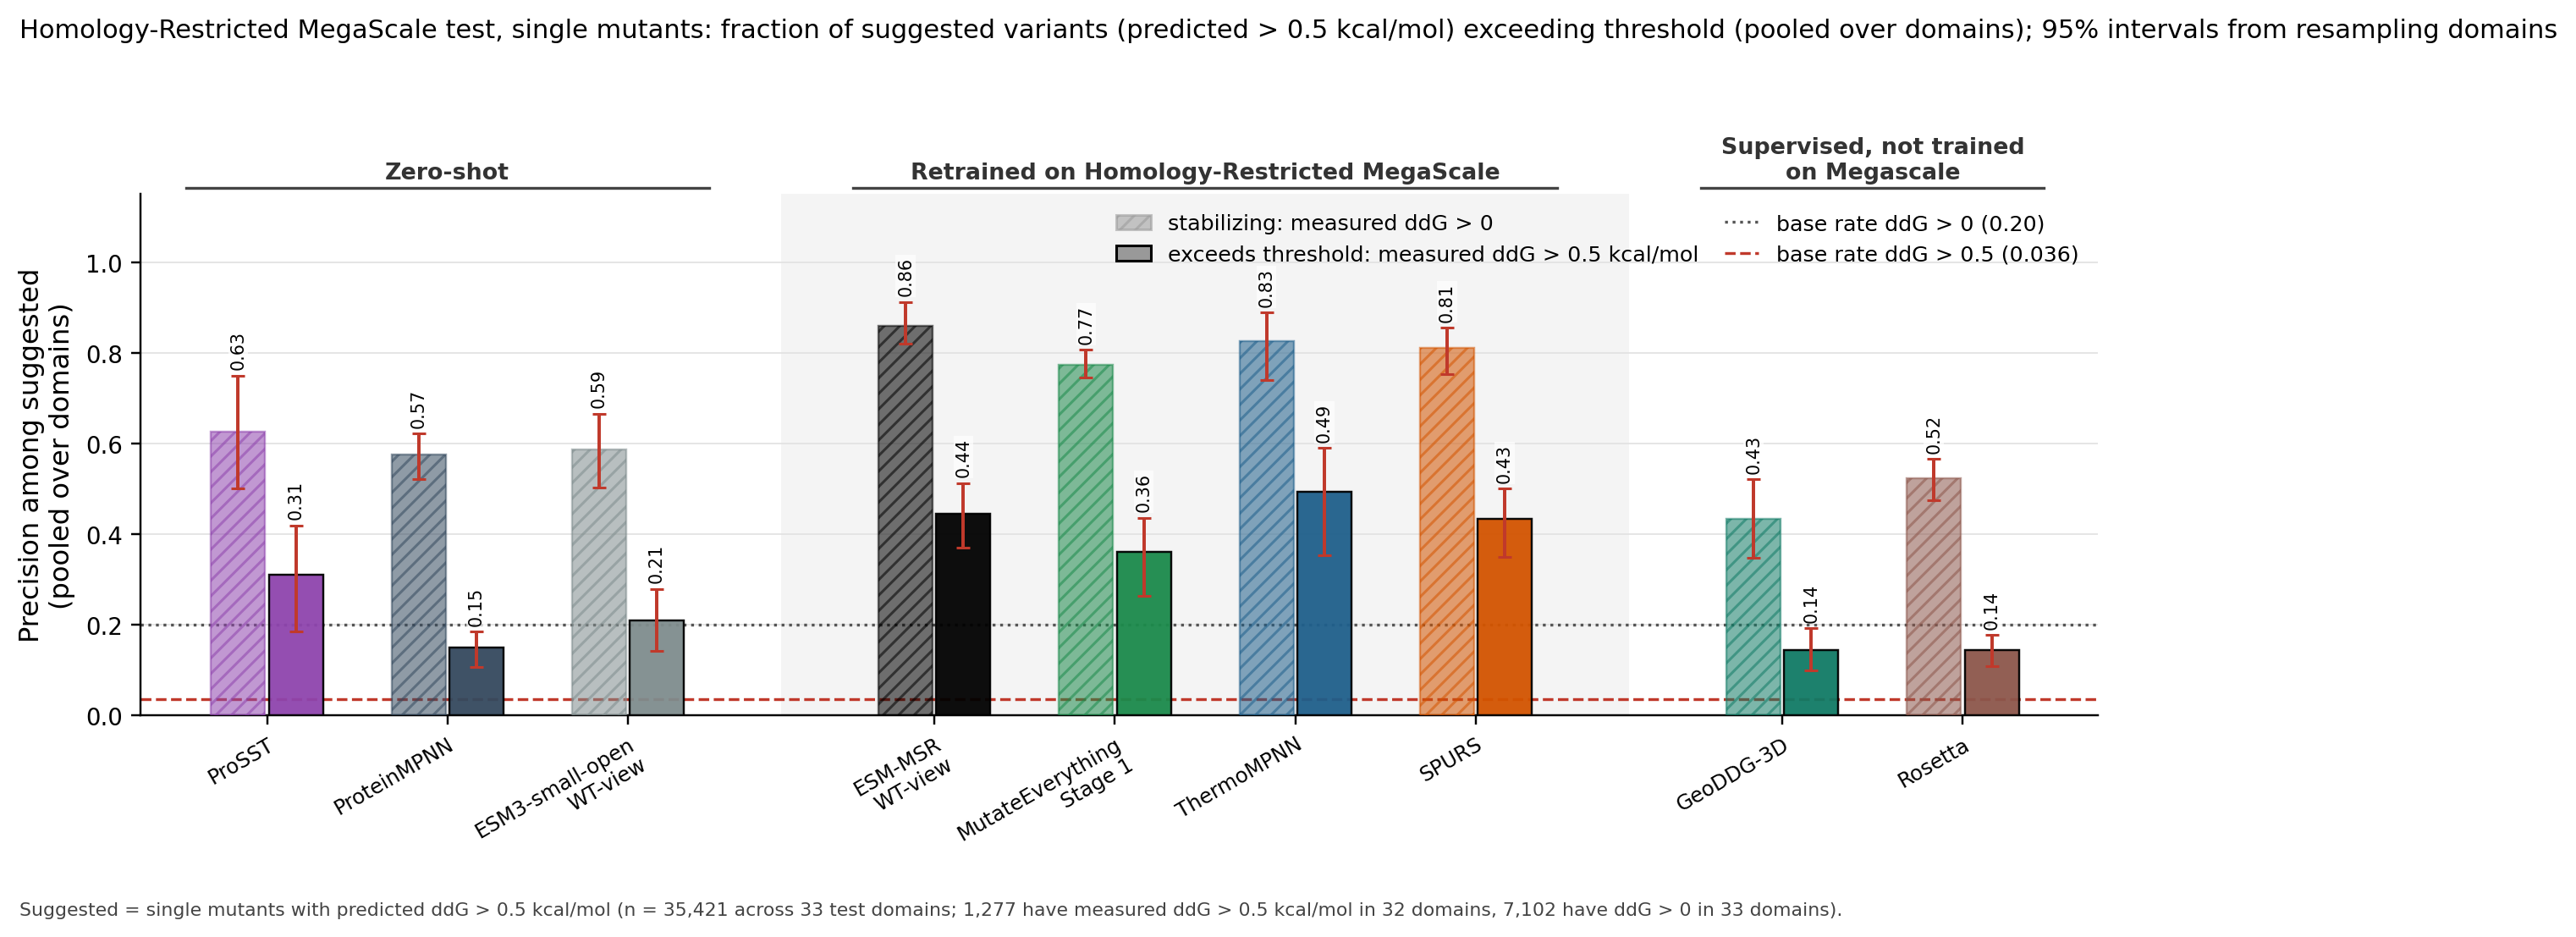 Homology-Restricted MegaScale test, single mutants: fraction of suggested variants (predicted > 0.5 kcal/mol) exceeding threshold (pooled over domains); 95% intervals from resampling domains
Zero-shot
Retrained on Homology-Restricted MegaScale
Supervised, not trained
on Megascale
stabilizing: measured ddG > 0
exceeds threshold: measured ddG > 0.5 kcal/mol
base rate ddG > 0 (0.20)
base rate ddG > 0.5 (0.036)
Precision among suggested
(pooled over domains)
1.0
0.8
0.6
0.4
0.2
0.0
0.63
0.31
0.57
0.15
0.59
0.21
0.86
0.44
0.77
0.36
0.83
0.49
0.81
0.43
0.43
0.14
0.52
0.14
ProSST
ProteinMPNN
ESM3-small-open
WT-view
ESM-MSR
WT-view
MutateEverything
Stage 1
ThermoMPNN
SPURS
GeoDDG-3D
Rosetta
Suggested = single mutants with predicted ddG > 0.5 kcal/mol (n = 35,421 across 33 test domains; 1,277 have measured ddG > 0.5 kcal/mol in 32 domains, 7,102 have ddG > 0 in 33 domains).